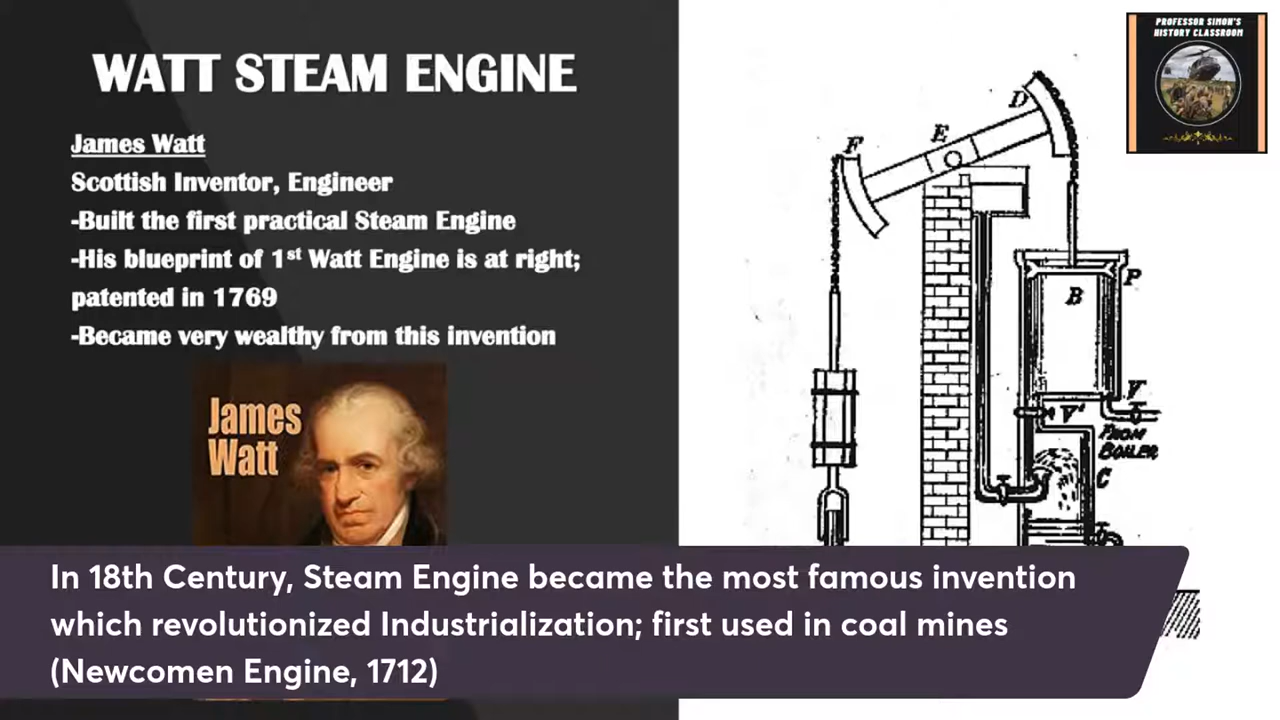 WATT STEAM ENGINE
James Watt
Scottish Inventor, Engineer
-Built the first practical Steam Engine
-His blueprint of 1st Watt Engine is at right;
patented in 1769
-Became very wealthy from this invention
James
Watt
PROFESSOR SIMON'S
HISTORY CLASSROOM
D
E
F
P
B
V
V'
FROM
BOILER
C
In 18th Century, Steam Engine became the most famous invention
which revolutionized Industrialization; first used in coal mines
(Newcomen Engine, 1712)